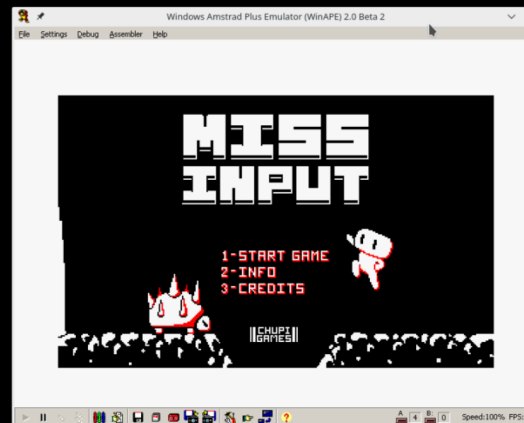 Windows Amstrad Plus Emulator (WinAPE) 2.0 Beta 2
File Settings Debug Assembler Help
MISS
INPUT
1-START GAME
2-INFO
3-CREDITS
CHUPI
GAMES
A 4 B: 0 Speed:100% FPS: